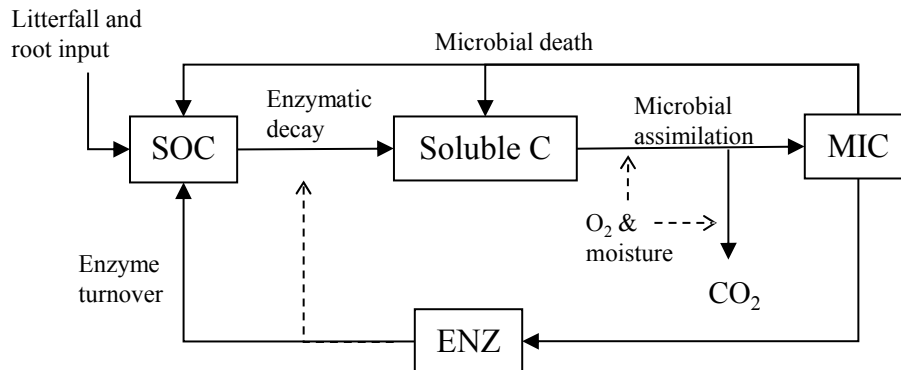 Litterfall and
root input
Microbial death
Enzymatic
decay
Microbial
assimilation
SOC
Soluble C
MIC
O₂ &
moisture
Enzyme
turnover
CO₂
ENZ